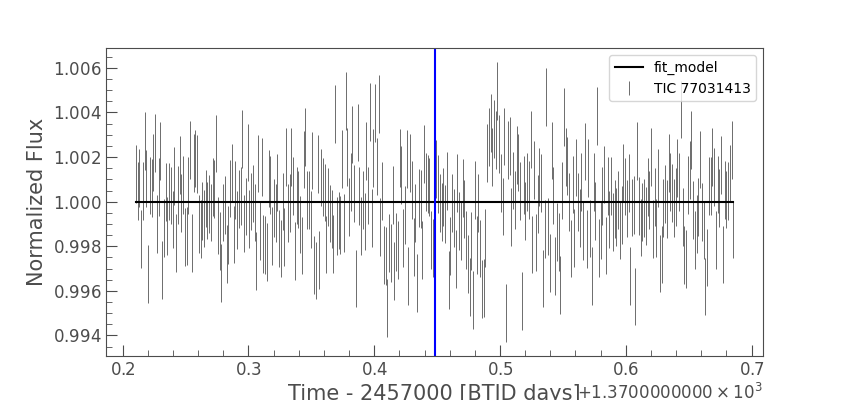 1.006
1.004
1.002
1.000
0.998
0.996
0.994
Normalized Flux
fit_model
TIC 77031413
0.2 0.3 0.4 0.5 0.6 0.7
Time - 2457000 [BTJD days]
+1.3700000000 × 10³